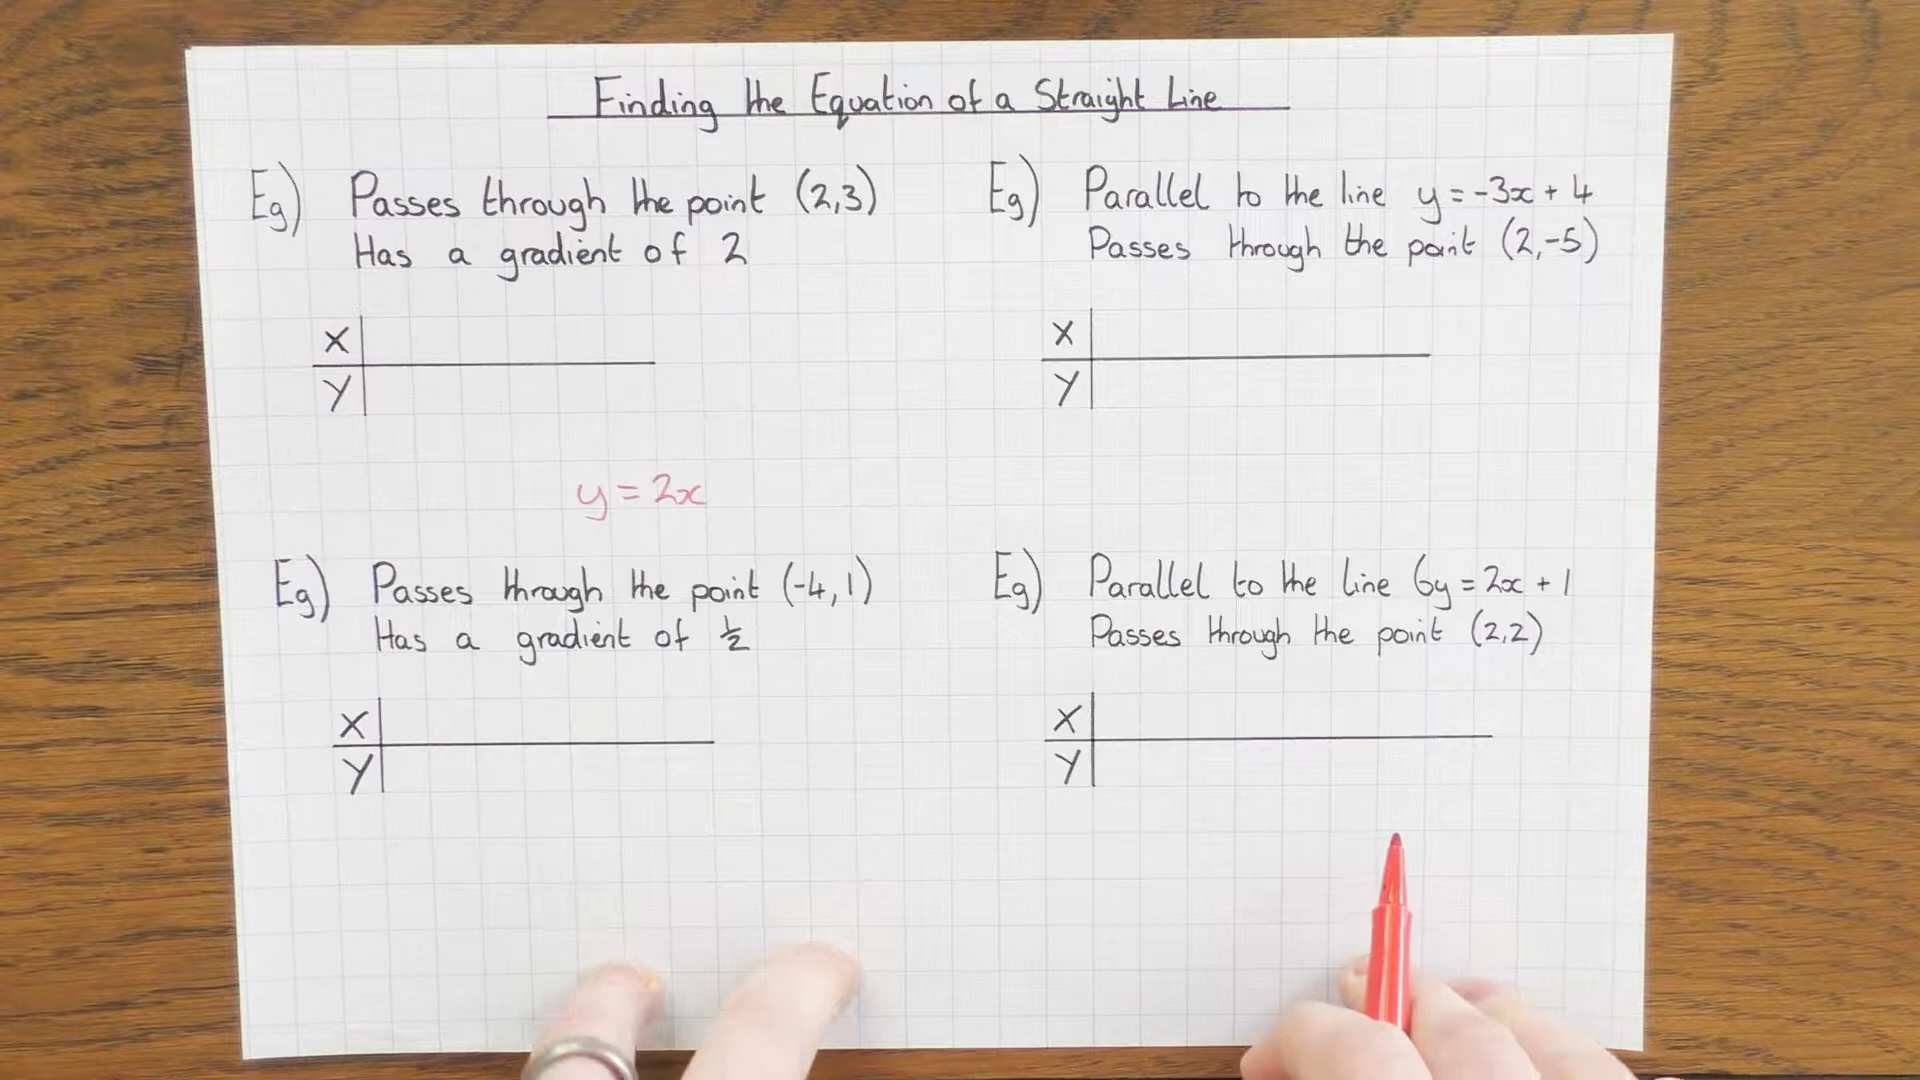 Finding the Equation of a Straight Line
Eg) Passes through the point (2,3)
Has a gradient of 2
X
Y
y = 2x
Eg) Parallel to the line y = -3x + 4
Passes through the point (2,-5)
X
Y
Eg) Passes through the point (-4,1)
Has a gradient of ½
X
Y
Eg) Parallel to the line 6y = 2x + 1
Passes through the point (2,2)
X
Y